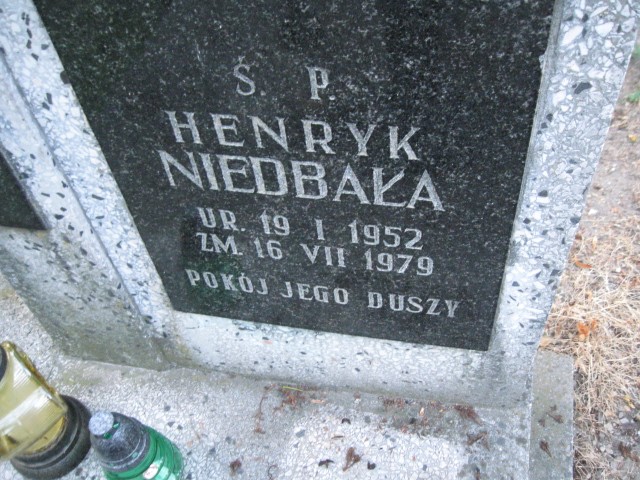 Ś. P.
HENRYK
NIEDBAŁA
UR. 19 I 1952
ZM. 16 VII 1979
POKÓJ JEGO DUSZY